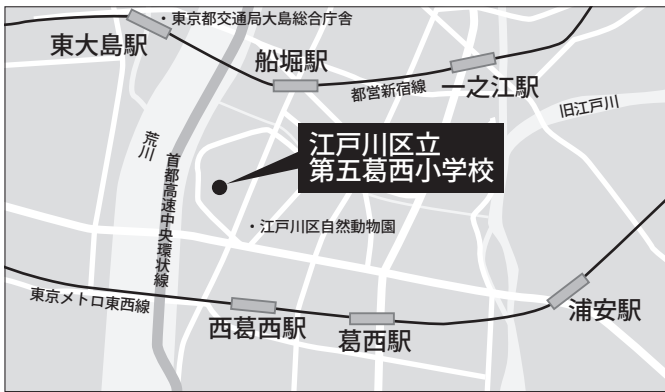 ・東京都交通局大島総合庁舎
東大島駅
船堀駅
都営新宿線
一之江駅
旧江戸川
荒川
首都高速中央環状線
江戸川区立
第五葛西小学校
・江戸川区自然動物園
東京メトロ東西線
西葛西駅
葛西駅
浦安駅